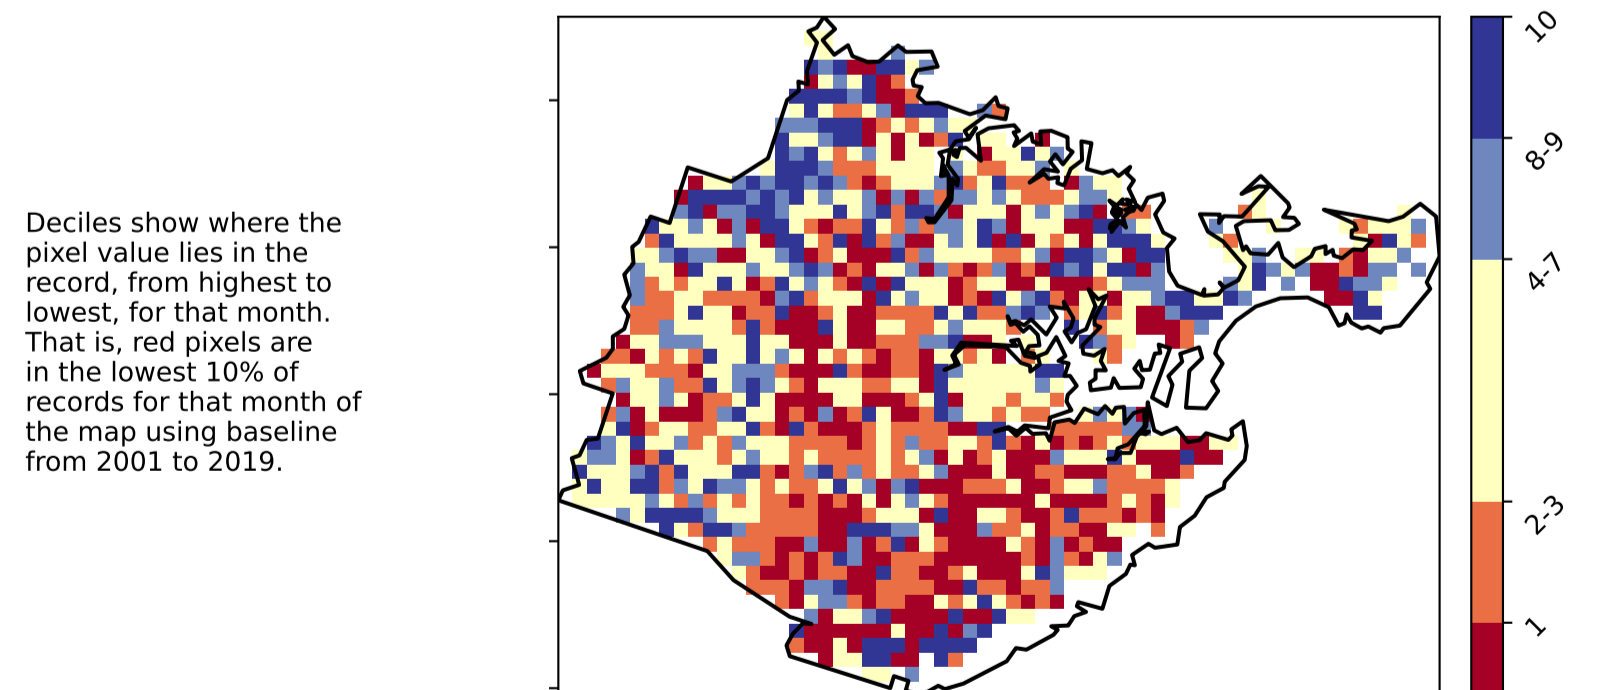 Deciles show where the
pixel value lies in the
record, from highest to
lowest, for that month.
That is, red pixels are
in the lowest 10% of
records for that month of
the map using baseline
from 2001 to 2019.
10
8-9
4-7
2-3
1